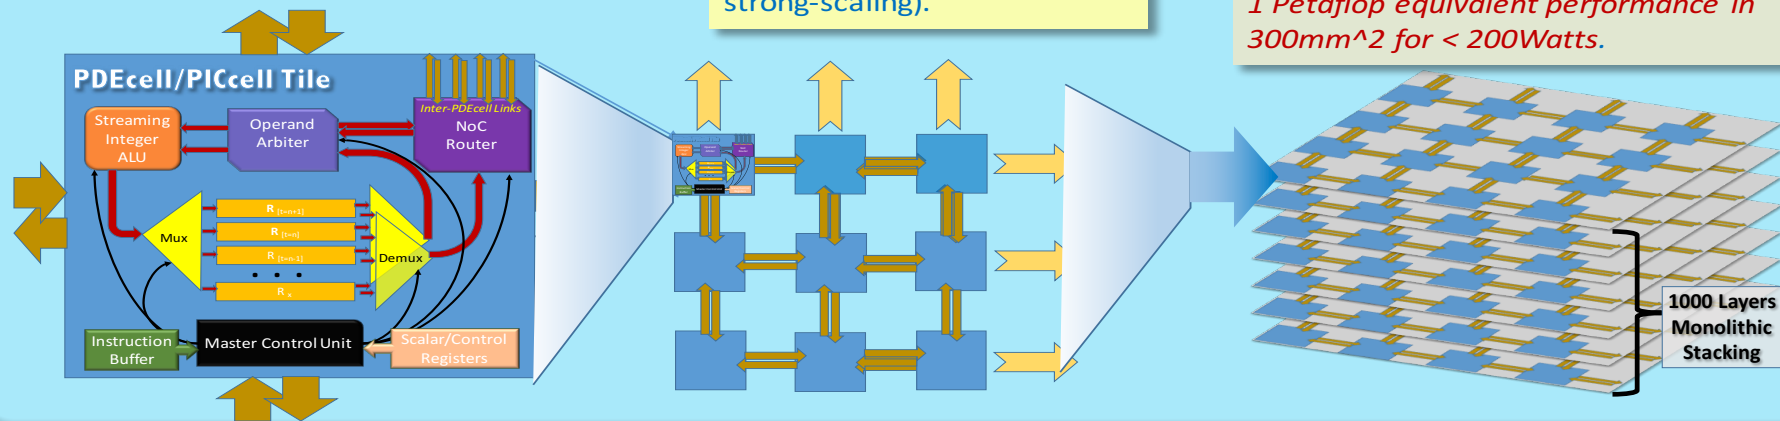 strong-scaling).
1 Petaflop equivalent performance in
300mm^2 for < 200Watts.
PDEcell/PICcell Tile
Streaming
Integer
ALU
Operand
Arbiter
Inter-PDEcell Links
NoC
Router
Mux
R [t=n+1]
R [t=n]
R [t=n-1]
. . .
Demux
Instruction
Buffer
Master Control Unit
Scalar/Control
Registers
1000 Layers
Monolithic
Stacking